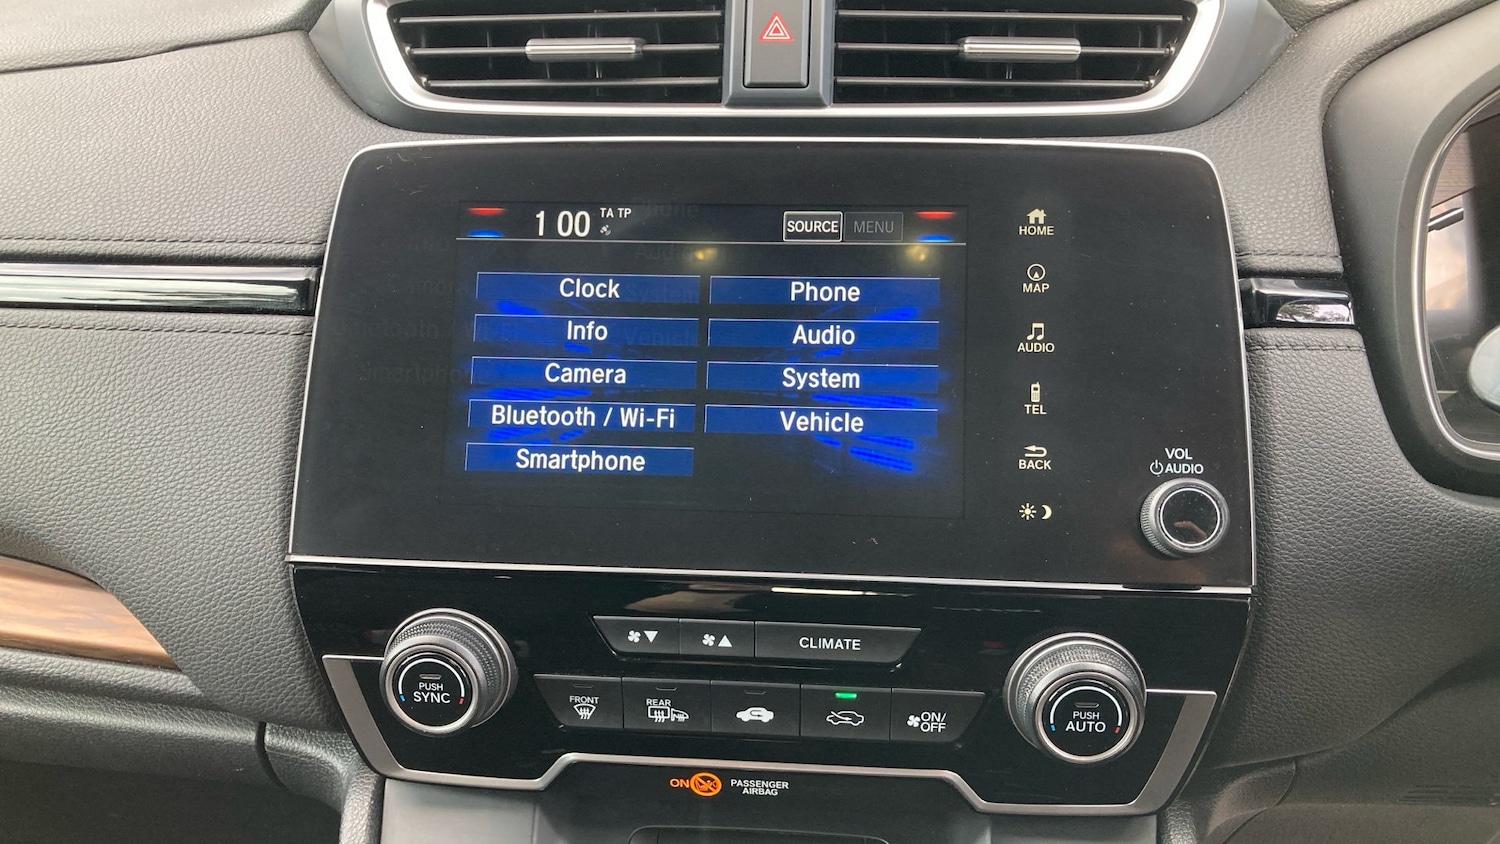 1 00 TA TP SOURCE MENU
Clock Phone
Info Audio
Camera System
Bluetooth / Wi-Fi Vehicle
Smartphone
HOME
MAP
AUDIO
TEL
BACK
VOL
AUDIO
CLIMATE
PUSH
SYNC
FRONT
REAR
ON/
OFF
PUSH
AUTO
ON PASSENGER
AIRBAG